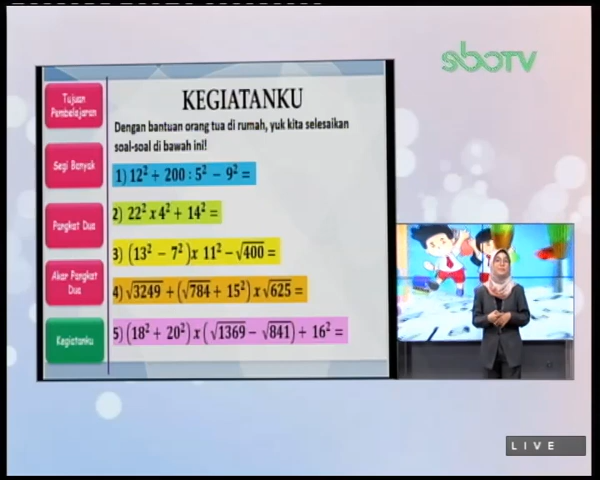 sboTV
KEGIATANKU
Tujuan
Pembelajaran
Dengan bantuan orang tua di rumah, yuk kita selesaikan
soal-soal di bawah ini!
Segi Banyak
1) 12² + 200 : 5² − 9² =
Pangkat Dua
2) 22² x 4² + 14² =
3) (13² − 7²) x 11² − √400 =
Akar Pangkat
Dua
4) √3249 + (√784 + 15²) x √625 =
Kegiatanku
5) (18² + 20²) x (√1369 − √841) + 16² =
LIVE